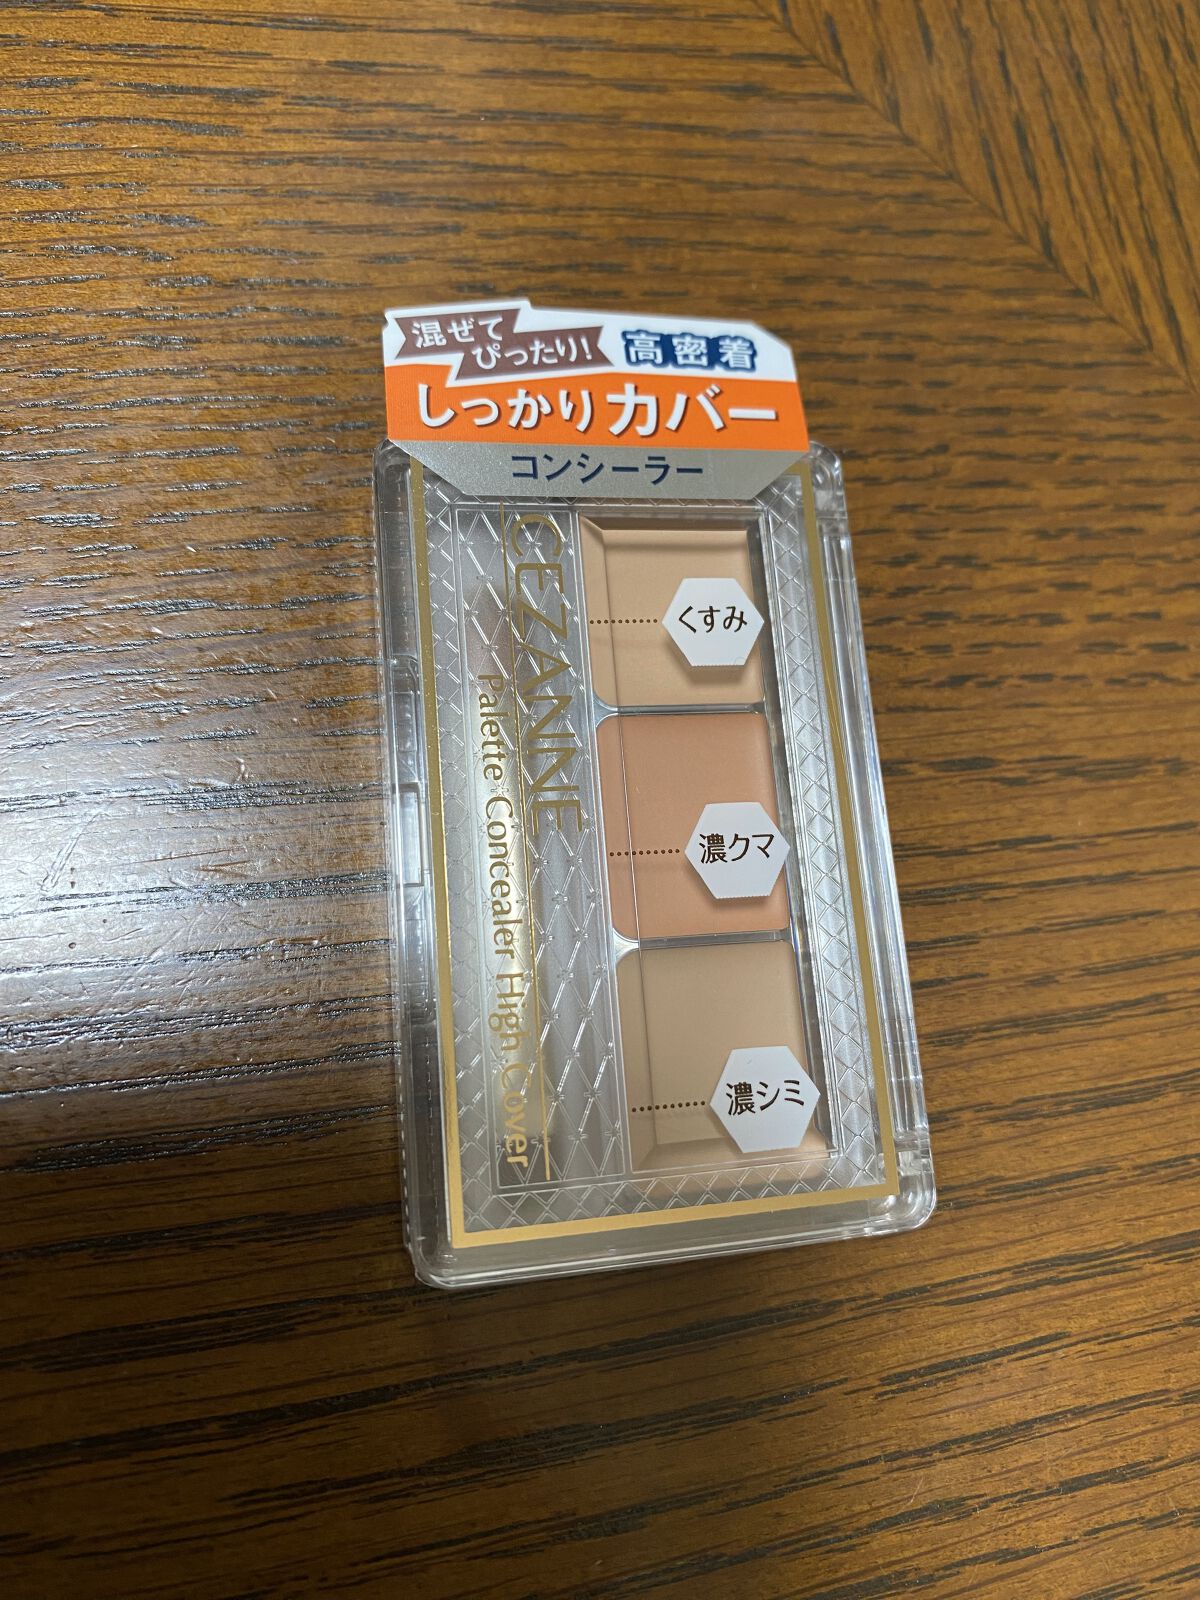 混ぜて
ぴったり!
高密着
しっかりカバー
コンシーラー
CEZANNE
Palette Concealer High Cover
くすみ
濃クマ
濃シミ